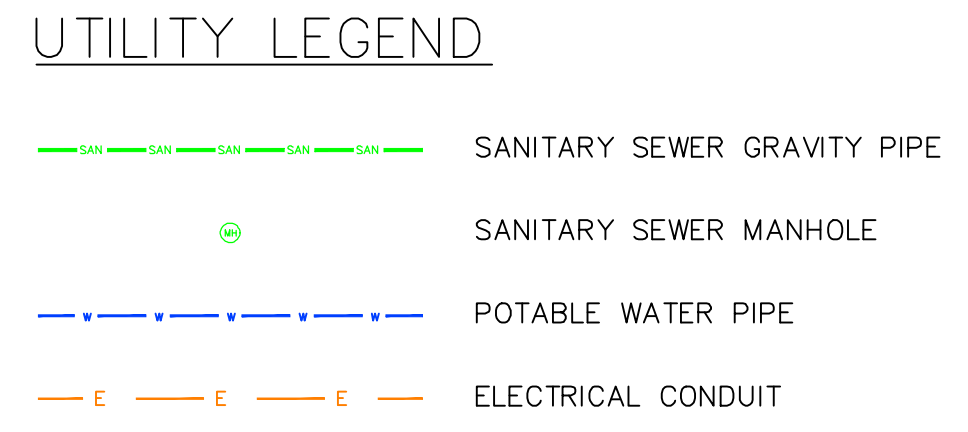 UTILITY LEGEND
SAN SAN SAN SAN SAN SANITARY SEWER GRAVITY PIPE
MH SANITARY SEWER MANHOLE
W W W W W POTABLE WATER PIPE
E E E ELECTRICAL CONDUIT